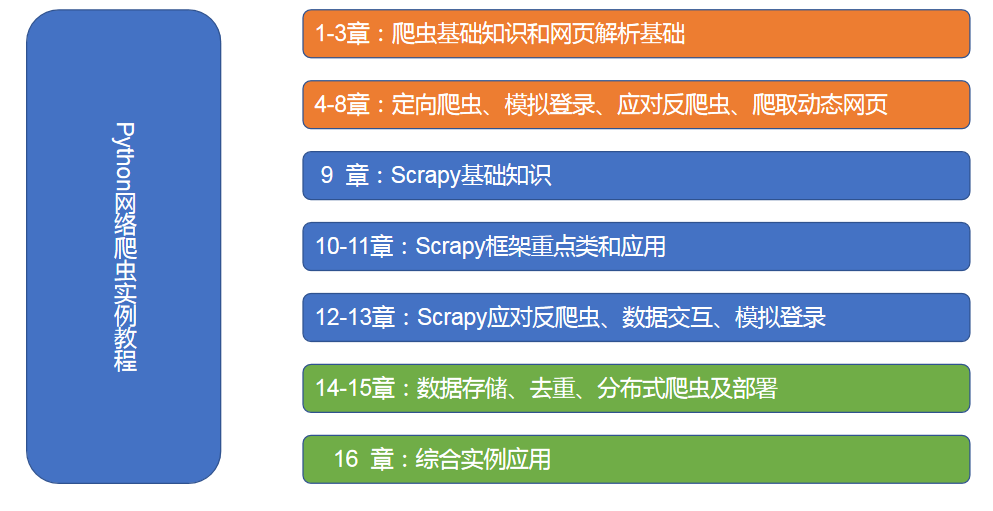 Python网络爬虫实例教程
1-3章：爬虫基础知识和网页解析基础
4-8章：定向爬虫、模拟登录、应对反爬虫、爬取动态网页
9 章：Scrapy基础知识
10-11章：Scrapy框架重点类和应用
12-13章：Scrapy应对反爬虫、数据交互、模拟登录
14-15章：数据存储、去重、分布式爬虫及部署
16 章：综合实例应用